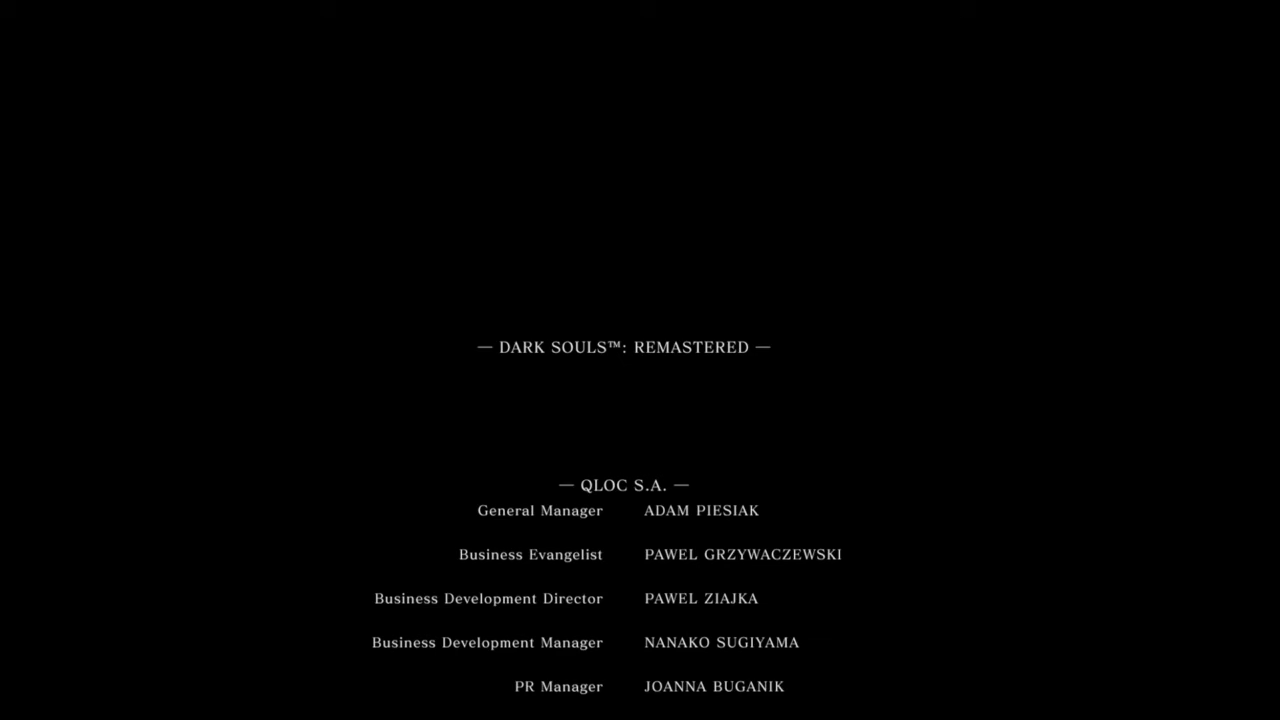 — DARK SOULS™: REMASTERED —
— QLOC S.A. —
General Manager ADAM PIESIAK
Business Evangelist PAWEL GRZYWACZEWSKI
Business Development Director PAWEL ZIAJKA
Business Development Manager NANAKO SUGIYAMA
PR Manager JOANNA BUGANIK